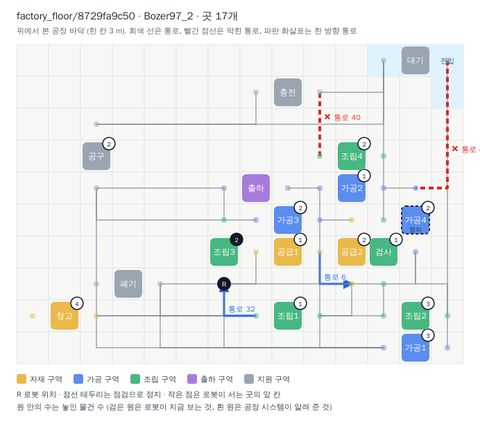 factory_floor/8729fa9c50 · Bozer97_2 · 곳 17개
위에서 본 공장 바닥 (한 칸 3 m). 회색 선은 통로, 빨간 점선은 막힌 통로, 파란 화살표는 한 방향 통로
대기
충전
× 통로 40
× 통로
공구 2
조립4 2
가공2 1
출하
가공3 2
가공4 2
정지
조립3 2
공급1 1
공급2 2
검사 1
통로 6
폐기
R
통로 32
창고 4
조립1 1
조립2 3
가공1 3
자재 구역
가공 구역
조립 구역
출하 구역
지원 구역
R 로봇 위치 · 점선 테두리는 점검으로 정지 · 작은 점은 로봇이 서는 곳의 앞 칸
원 안의 수는 놓인 물건 수 (검은 원은 로봇이 지금 보는 것, 흰 원은 공장 시스템이 알려 준 것)